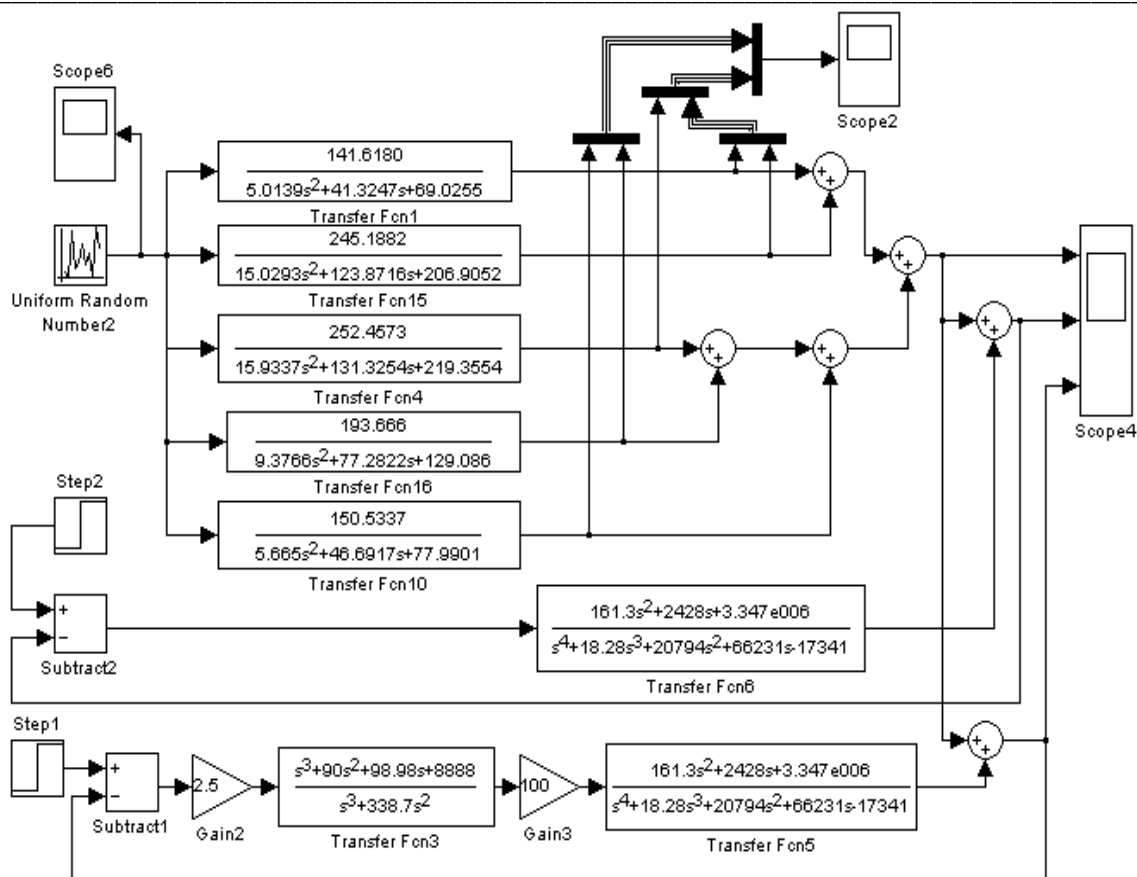 Scope6
Scope2
141.6180
5.0139s²+41.3247s+69.0255
Transfer Fcn1
+
+
245.1882
15.0293s²+123.8716s+206.9052
Transfer Fcn15
Uniform Random
Number2
+
+
+
+
252.4573
15.9337s²+131.3254s+219.3554
Transfer Fcn4
+
+
+
+
Scope4
193.666
9.3766s²+77.2822s+129.086
Transfer Fcn16
Step2
150.5337
5.665s²+46.6917s+77.9901
Transfer Fcn10
+
−
Subtract2
161.3s²+2428s+3.347e006
s⁴+18.28s³+20794s²+66231s-17341
Transfer Fcn6
Step1
+
−
Subtract1
2.5
Gain2
s³+90s²+98.98s+8888
s³+338.7s²
Transfer Fcn3
100
Gain3
161.3s²+2428s+3.347e006
s⁴+18.28s³+20794s²+66231s-17341
Transfer Fcn5
+
+